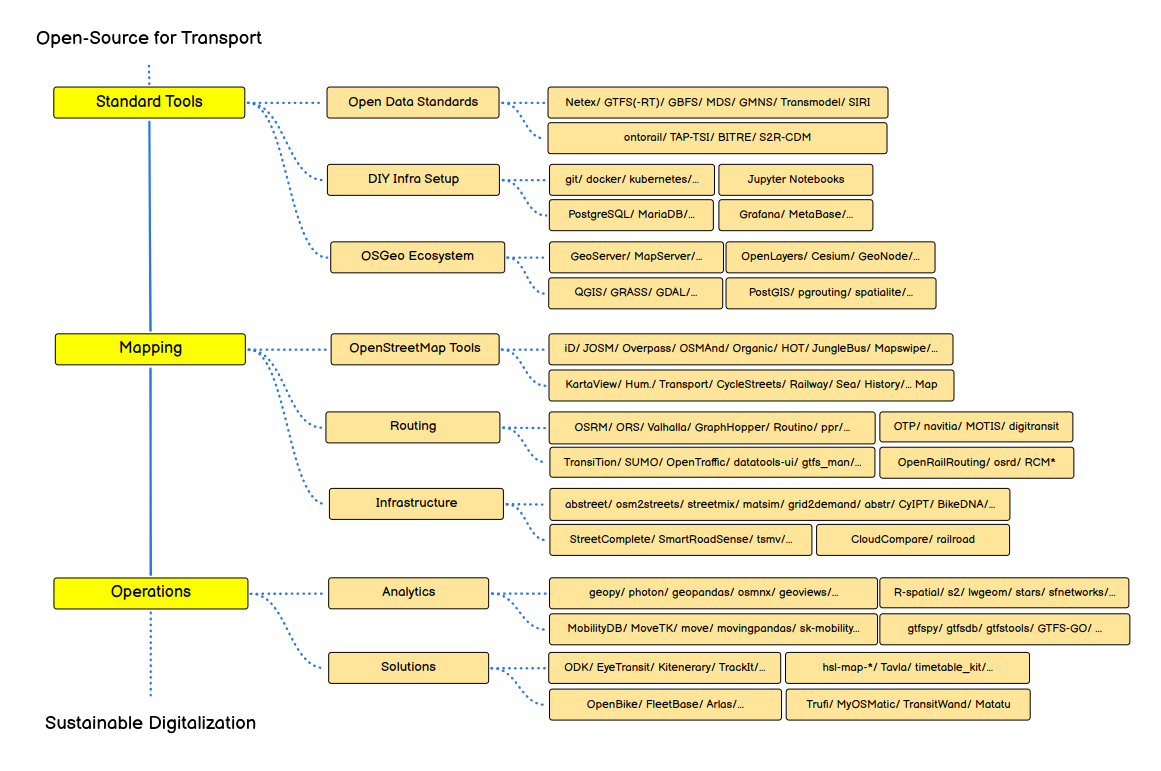 Open-Source for Transport
Standard Tools
Open Data Standards
Netex/ GTFS(-RT)/ GBFS/ MDS/ GMNS/ Transmodel/ SIRI
ontorail/ TAP-TSI/ BITRE/ S2R-CDM
DIY Infra Setup
git/ docker/ kubernetes/...
Jupyter Notebooks
PostgreSQL/ MariaDB/...
Grafana/ MetaBase/...
OSGeo Ecosystem
GeoServer/ MapServer/...
OpenLayers/ Cesium/ GeoNode/...
QGIS/ GRASS/ GDAL/...
PostGIS/ pgrouting/ spatialite/...
Mapping
OpenStreetMap Tools
iD/ JOSM/ Overpass/ OSMAnd/ Organic/ HOT/ JungleBus/ Mapswipe/...
KartaView/ Hum./ Transport/ CycleStreets/ Railway/ Sea/ History/... Map
Routing
OSRM/ ORS/ Valhalla/ GraphHopper/ Routino/ ppr/...
OTP/ navitia/ MOTIS/ digitransit
TransiTion/ SUMO/ OpenTraffic/ datatools-ui/ gtfs_man/...
OpenRailRouting/ osrd/ RCM*
Infrastructure
abstreet/ osm2streets/ streetmix/ matsim/ grid2demand/ abstr/ CyIPT/ BikeDNA/...
StreetComplete/ SmartRoadSense/ tsmv/...
CloudCompare/ railroad
Operations
Analytics
geopy/ photon/ geopandas/ osmnx/ geoviews/...
R-spatial/ s2/ lwgeom/ stars/ sfnetworks/...
MobilityDB/ MoveTK/ move/ movingpandas/ sk-mobility...
gtfspy/ gtfsdb/ gtfstools/ GTFS-GO/ ...
Solutions
ODK/ EyeTransit/ Kitenerary/ TrackIt/...
hsl-map-*/ Tavla/ timetable_kit/...
OpenBike/ FleetBase/ Arlas/...
Trufi/ MyOSMatic/ TransitWand/ Matatu
Sustainable Digitalization